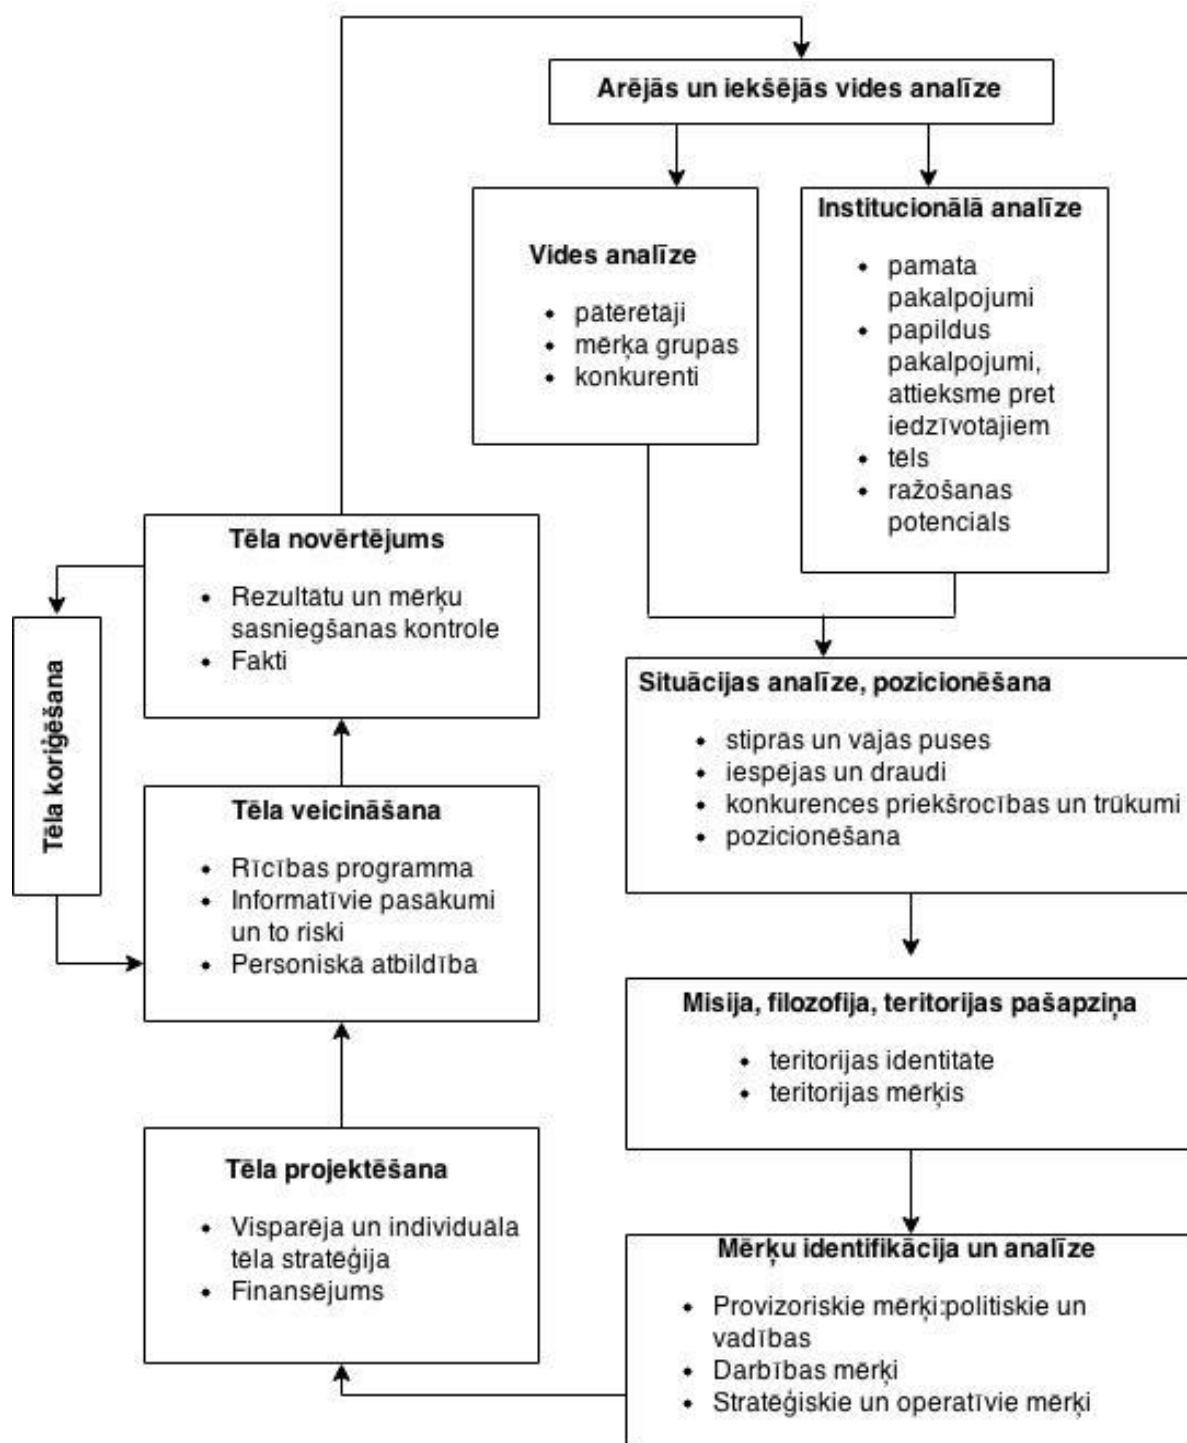 Arējās un iekšējās vides analīze
Vides analīze
pātērētāji
mērķa grupas
konkurenti
Institucionālā analīze
pamata
pakalpojumi
papildus
pakalpojumi,
attieksme pret
iedzīvotājiem
tēls
ražošanas
potenciāls
Situācijas analīze, pozicionēšana
stiprās un vājās puses
iespējas un draudi
konkurences priekšrocības un trūkumi
pozicionēšana
Misija, filozofija, teritorijas pašapziņa
teritorijas identitāte
teritorijas mērķis
Mērķu identifikācija un analīze
Provizoriskie mērķi:politiskie un
vadības
Darbības mērķi
Stratēģiskie un operatīvie mērķi
Tēla projektēšana
Visparēja un individuāla
tēla stratēģija
Finansējums
Tēla veicināšana
Rīcības programma
Informatīvie pasākumi
un to riski
Personiskā atbildība
Tēla novērtējums
Rezultātu un mērķu
sasniegšanas kontrole
Fakti
Tēla koriģēšana